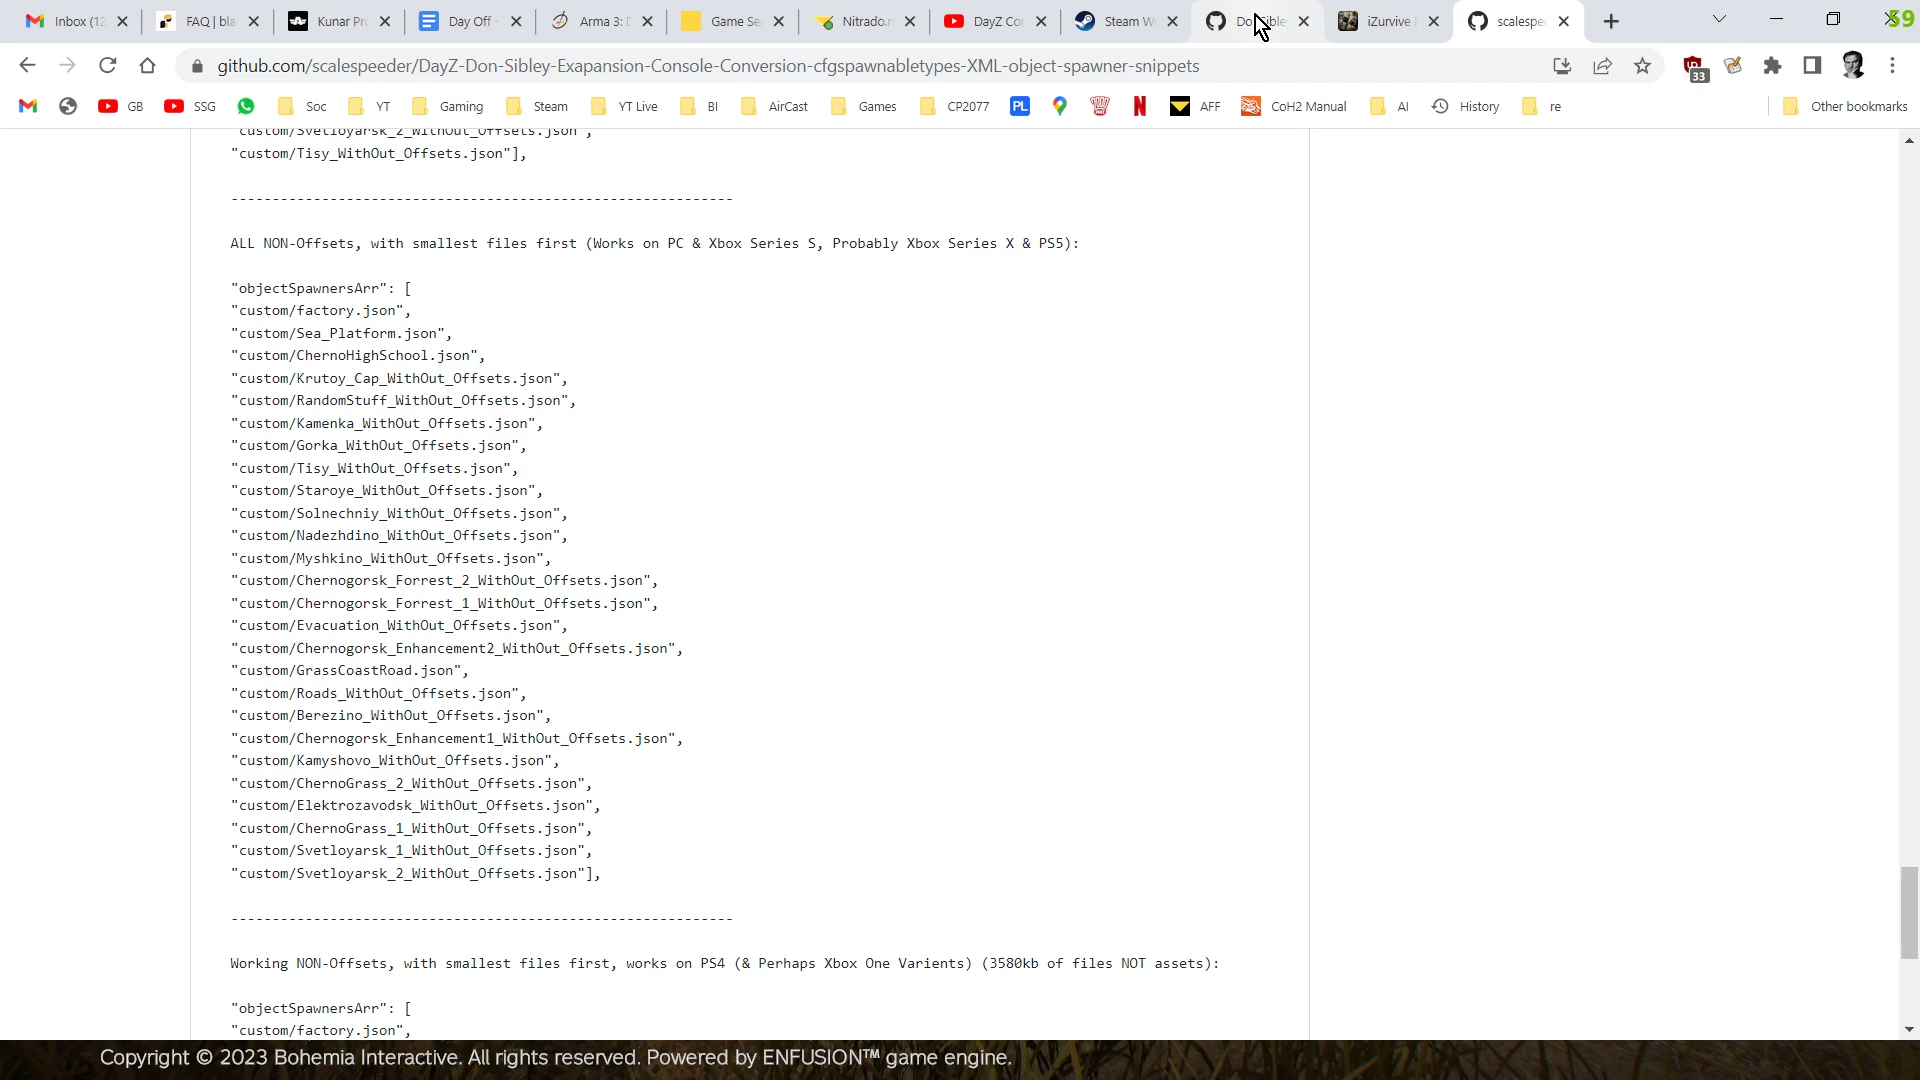 Inbox (12
FAQ | bla
Kunar Pr
Day Off -
Arma 3:
Game Se
Nitrado.n
DayZ Co
Steam W
iZurvive
scalespe
59
github.com/scalespeeder/DayZ-Don-Sibley-Exapansion-Console-Conversion-cfgspawnabletypes-XML-object-spawner-snippets
33
GB
SSG
Soc
YT
Gaming
Steam
YT Live
BI
AirCast
Games
CP2077
PL
AFF
CoH2 Manual
AI
History
re
Other bookmarks
"custom/Svetloyarsk_2_WithOut_Offsets.json",
"custom/Tisy_WithOut_Offsets.json"],
-------------------------------------------------------------
ALL NON-Offsets, with smallest files first (Works on PC & Xbox Series S, Probably Xbox Series X & PS5):
"objectSpawnersArr": [
"custom/factory.json",
"custom/Sea_Platform.json",
"custom/ChernoHighSchool.json",
"custom/Krutoy_Cap_WithOut_Offsets.json",
"custom/RandomStuff_WithOut_Offsets.json",
"custom/Kamenka_WithOut_Offsets.json",
"custom/Gorka_WithOut_Offsets.json",
"custom/Tisy_WithOut_Offsets.json",
"custom/Staroye_WithOut_Offsets.json",
"custom/Solnechniy_WithOut_Offsets.json",
"custom/Nadezhdino_WithOut_Offsets.json",
"custom/Myshkino_WithOut_Offsets.json",
"custom/Chernogorsk_Forrest_2_WithOut_Offsets.json",
"custom/Chernogorsk_Forrest_1_WithOut_Offsets.json",
"custom/Evacuation_WithOut_Offsets.json",
"custom/Chernogorsk_Enhancement2_WithOut_Offsets.json",
"custom/GrassCoastRoad.json",
"custom/Roads_WithOut_Offsets.json",
"custom/Berezino_WithOut_Offsets.json",
"custom/Chernogorsk_Enhancement1_WithOut_Offsets.json",
"custom/Kamyshovo_WithOut_Offsets.json",
"custom/ChernoGrass_2_WithOut_Offsets.json",
"custom/Elektrozavodsk_WithOut_Offsets.json",
"custom/ChernoGrass_1_WithOut_Offsets.json",
"custom/Svetloyarsk_1_WithOut_Offsets.json",
"custom/Svetloyarsk_2_WithOut_Offsets.json"],
-------------------------------------------------------------
Working NON-Offsets, with smallest files first, works on PS4 (& Perhaps Xbox One Varients) (3580kb of files NOT assets):
"objectSpawnersArr": [
"custom/factory.json",
Copyright © 2023 Bohemia Interactive. All rights reserved. Powered by ENFUSION™ game engine.